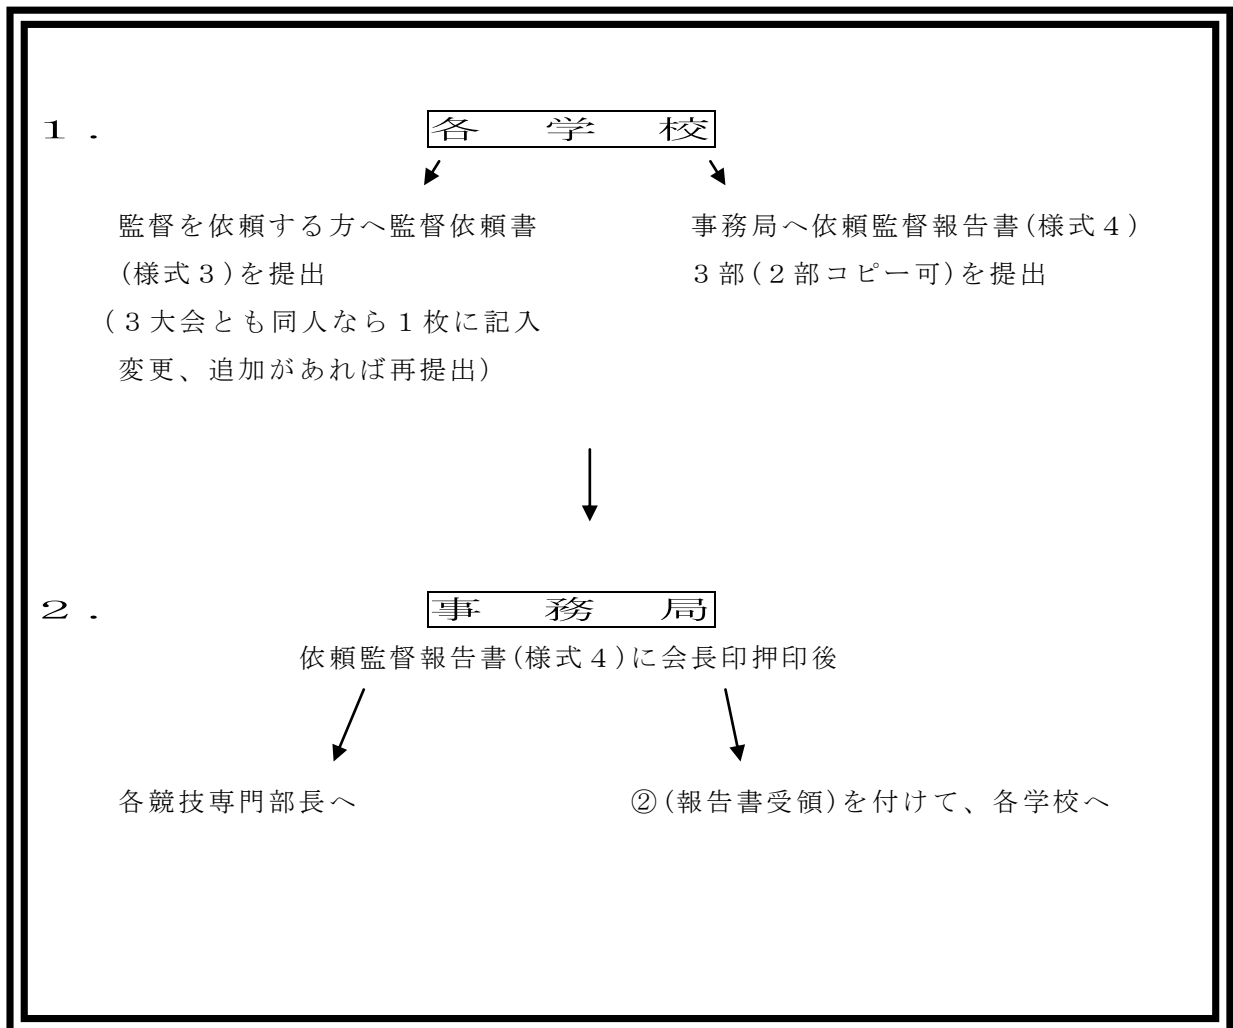 １．
各　学　校
監督を依頼する方へ監督依頼書
(様式３)を提出
(３大会とも同人なら１枚に記入
変更、追加があれば再提出)
事務局へ依頼監督報告書(様式４)
３部(２部コピー可)を提出
２．
事　務　局
依頼監督報告書(様式４)に会長印押印後
各競技専門部長へ
②(報告書受領)を付けて、各学校へ